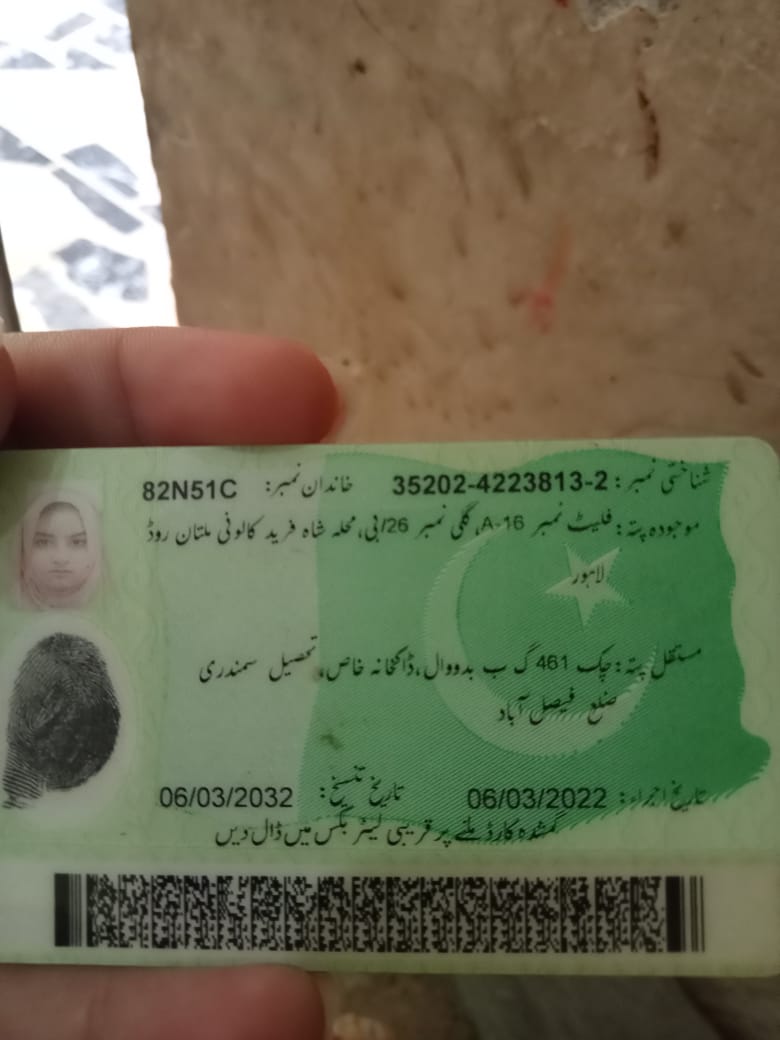 شناختی نمبر: 35202-4223813-2 خاندان نمبر: 82N51C
موجودہ پتہ: فلیٹ نمبر A-16، گلی نمبر 26/بی، محلہ شاہ فرید کالونی ملتان روڈ
لاہور
مستقل پتہ: چک 461 گ ب بدووال، ڈاکخانہ خاص، تحصیل سمندری
ضلع فیصل آباد
تاریخ اجراء: 06/03/2022 تاریخ تنسیخ: 06/03/2032
گمشدہ کارڈ ملنے پر قریبی لیٹر بکس میں ڈال دیں